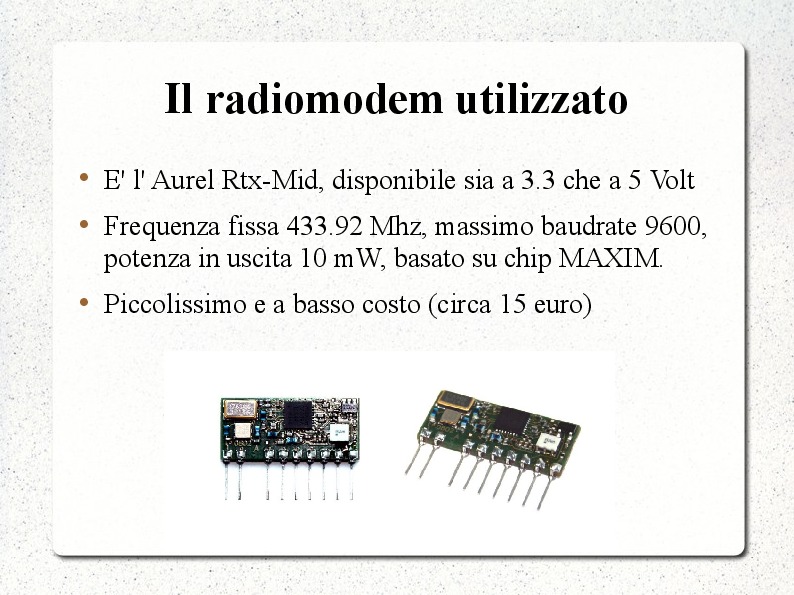 Il radiomodem utilizzato
E' l' Aurel Rtx-Mid, disponibile sia a 3.3 che a 5 Volt
Frequenza fissa 433.92 Mhz, massimo baudrate 9600,
potenza in uscita 10 mW, basato su chip MAXIM.
Piccolissimo e a basso costo (circa 15 euro)